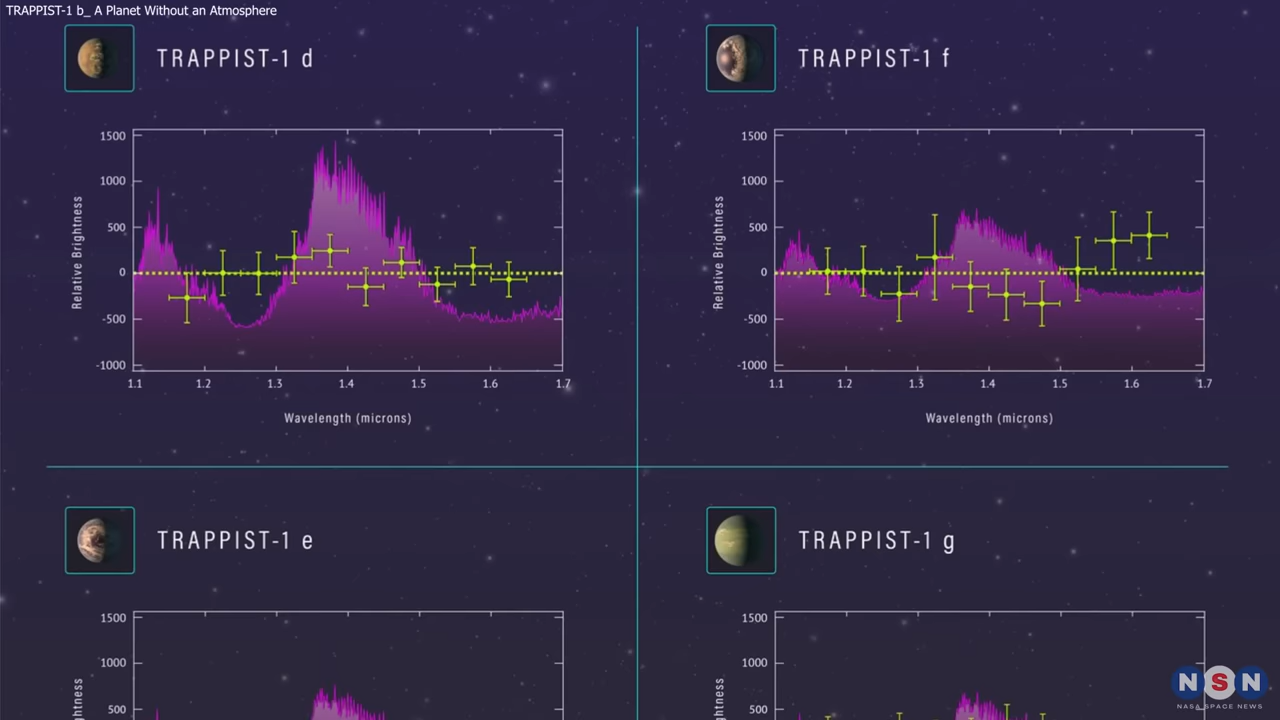 TRAPPIST-1 b_ A Planet Without an Atmosphere
TRAPPIST-1 d
1500
1000
500
0
-500
-1000
Relative Brightness
1.1 1.2 1.3 1.4 1.5 1.6 1.7
Wavelength (microns)
TRAPPIST-1 f
1500
1000
500
0
-500
-1000
Relative Brightness
1.1 1.2 1.3 1.4 1.5 1.6 1.7
Wavelength (microns)
TRAPPIST-1 e
1500
1000
500
TRAPPIST-1 g
1500
1000
500
NSN
NASA SPACE NEWS